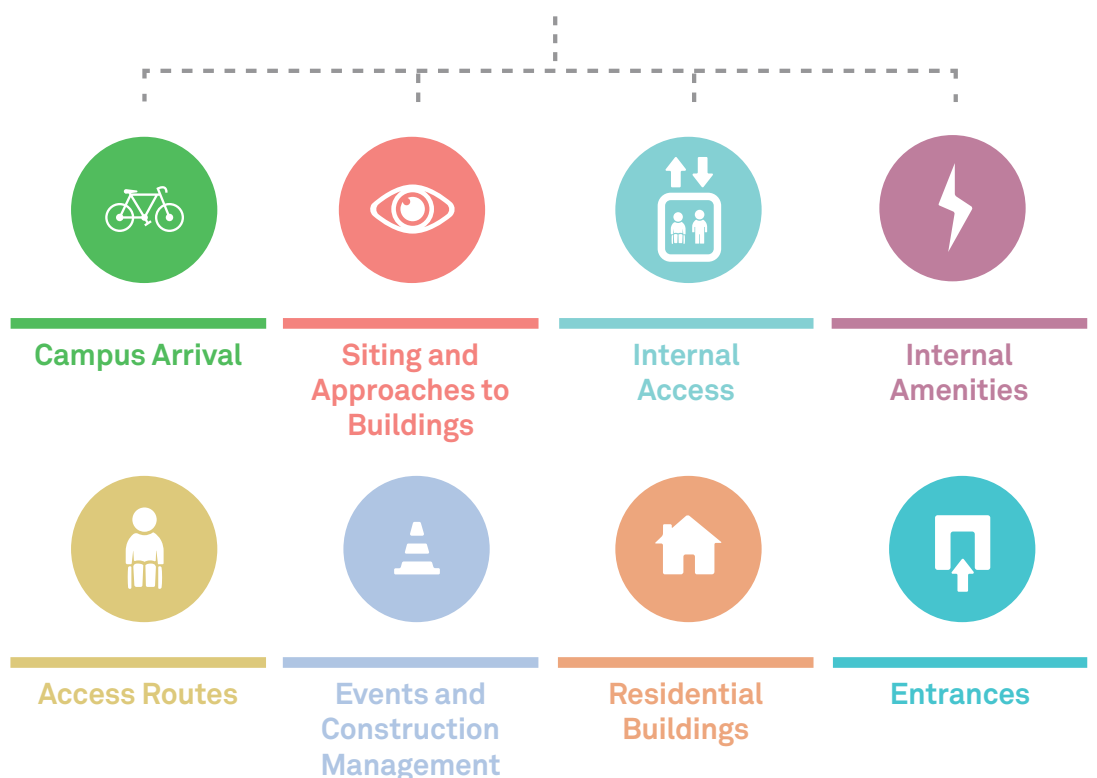 Campus Arrival
Siting and
Approaches to
Buildings
Internal
Access
Internal
Amenities
Access Routes
Events and
Construction
Management
Residential
Buildings
Entrances